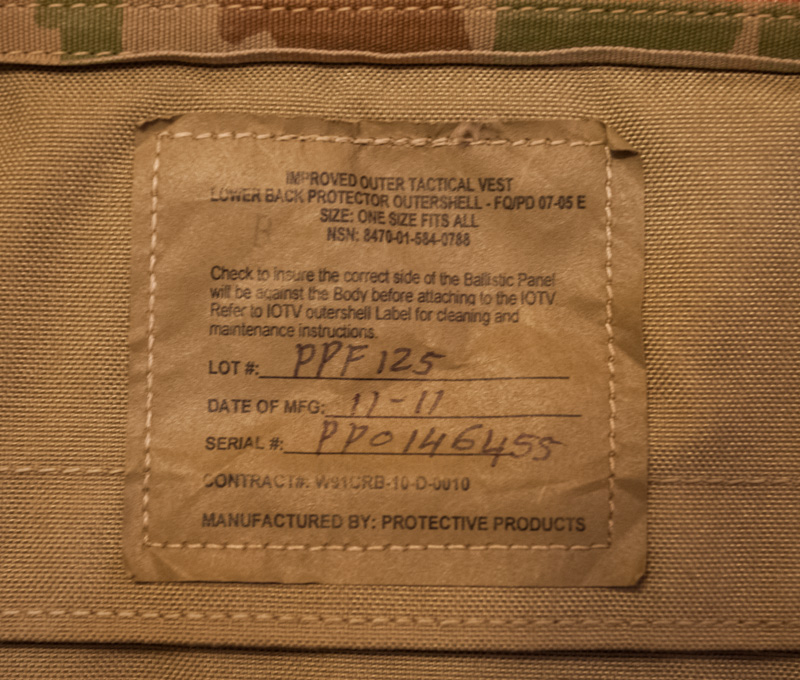 IMPROVED OUTER TACTICAL VEST
LOWER BACK PROTECTOR OUTERSHELL - FQ/PD 07-05 E
SIZE: ONE SIZE FITS ALL
NSN: 8470-01-584-0788
Check to insure the correct side of the Ballistic Panel
will be against the Body before attaching to the IOTV.
Refer to IOTV outershell Label for cleaning and
maintenance instructions.
LOT #: PPF125
DATE OF MFG: 11-11
SERIAL #: PP0146455
CONTRACT#: W91CRB-10-D-0010
MANUFACTURED BY: PROTECTIVE PRODUCTS